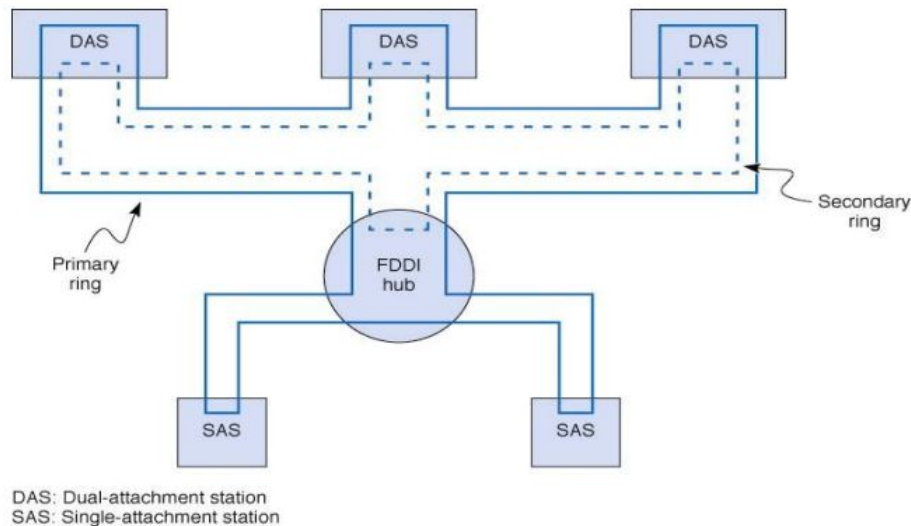 DAS
DAS
DAS
Secondary
ring
Primary
ring
FDDI
hub
SAS
SAS
DAS: Dual-attachment station
SAS: Single-attachment station